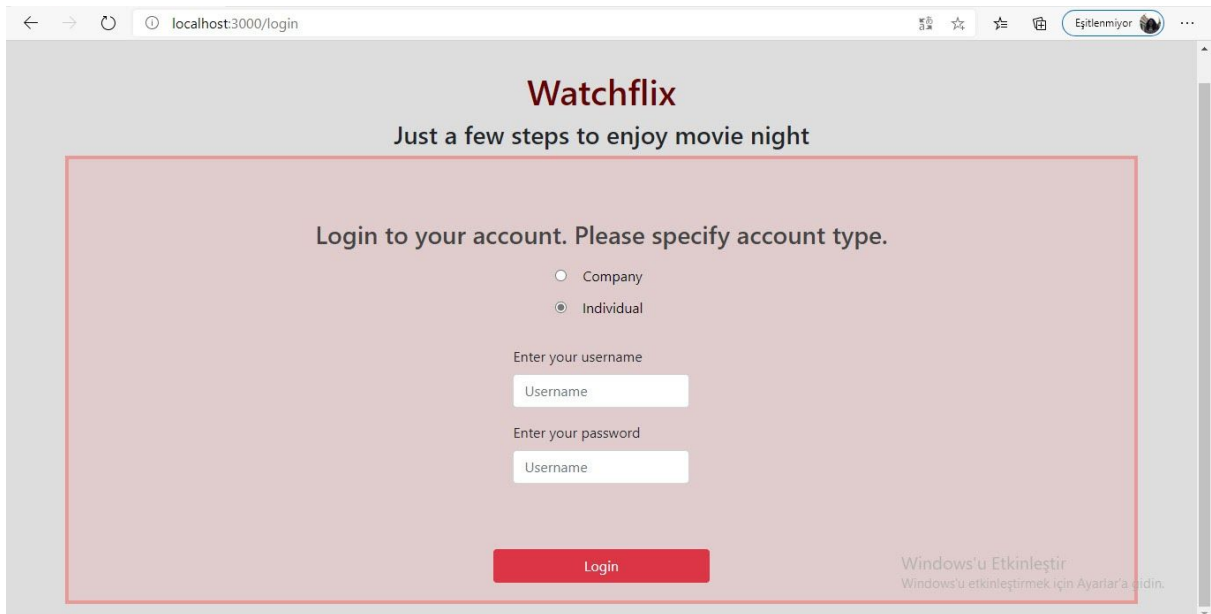 localhost:3000/login
Eşitlenmiyor
Watchflix
Just a few steps to enjoy movie night
Login to your account. Please specify account type.
Company
Individual
Enter your username
Username
Enter your password
Username
Login
Windows'u Etkinleştir
Windows'u etkinleştirmek için Ayarlar'a gidin.